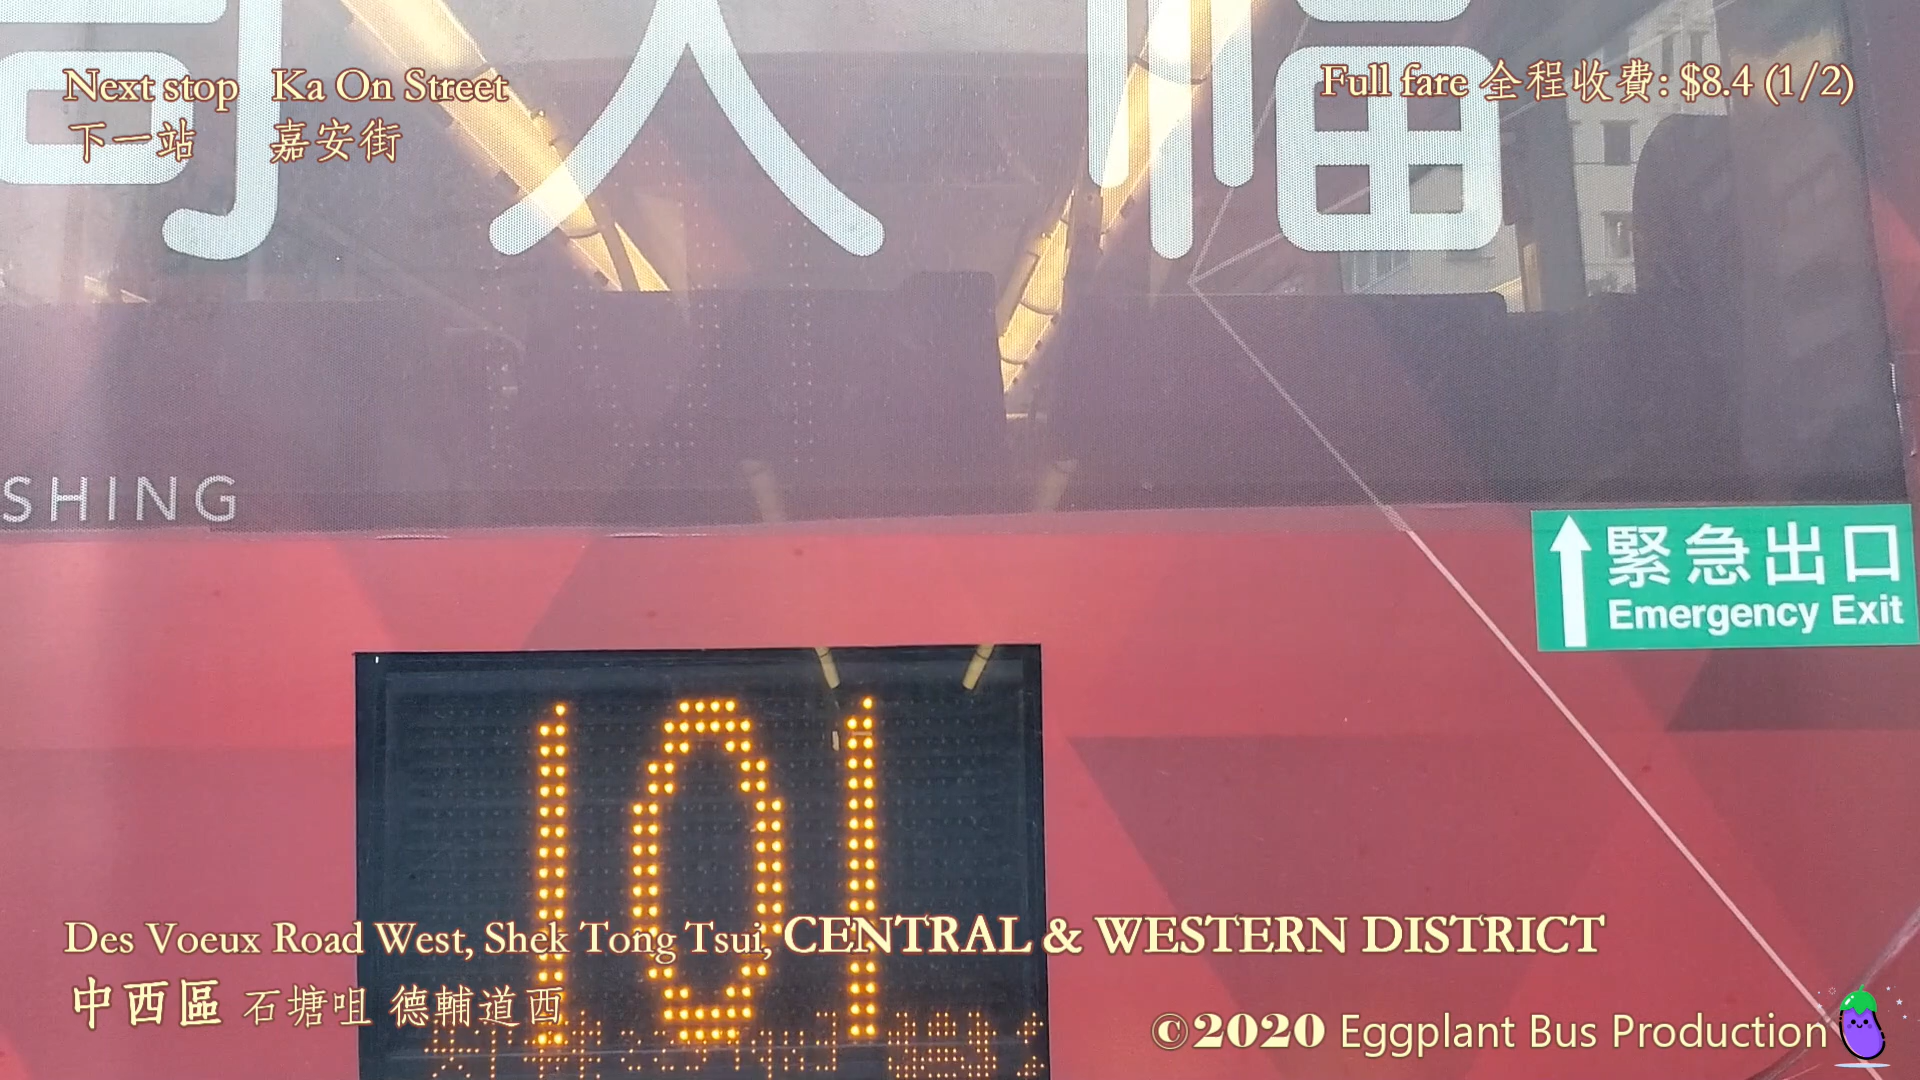 Next stop Ka On Street
下一站 嘉安街
Full fare 全程收費: $8.4 (1/2)
福
SHING
緊急出口
Emergency Exit
101
Des Voeux Road West, Shek Tong Tsui, CENTRAL & WESTERN DISTRICT
中西區 石塘咀 德輔道西
©2020 Eggplant Bus Production